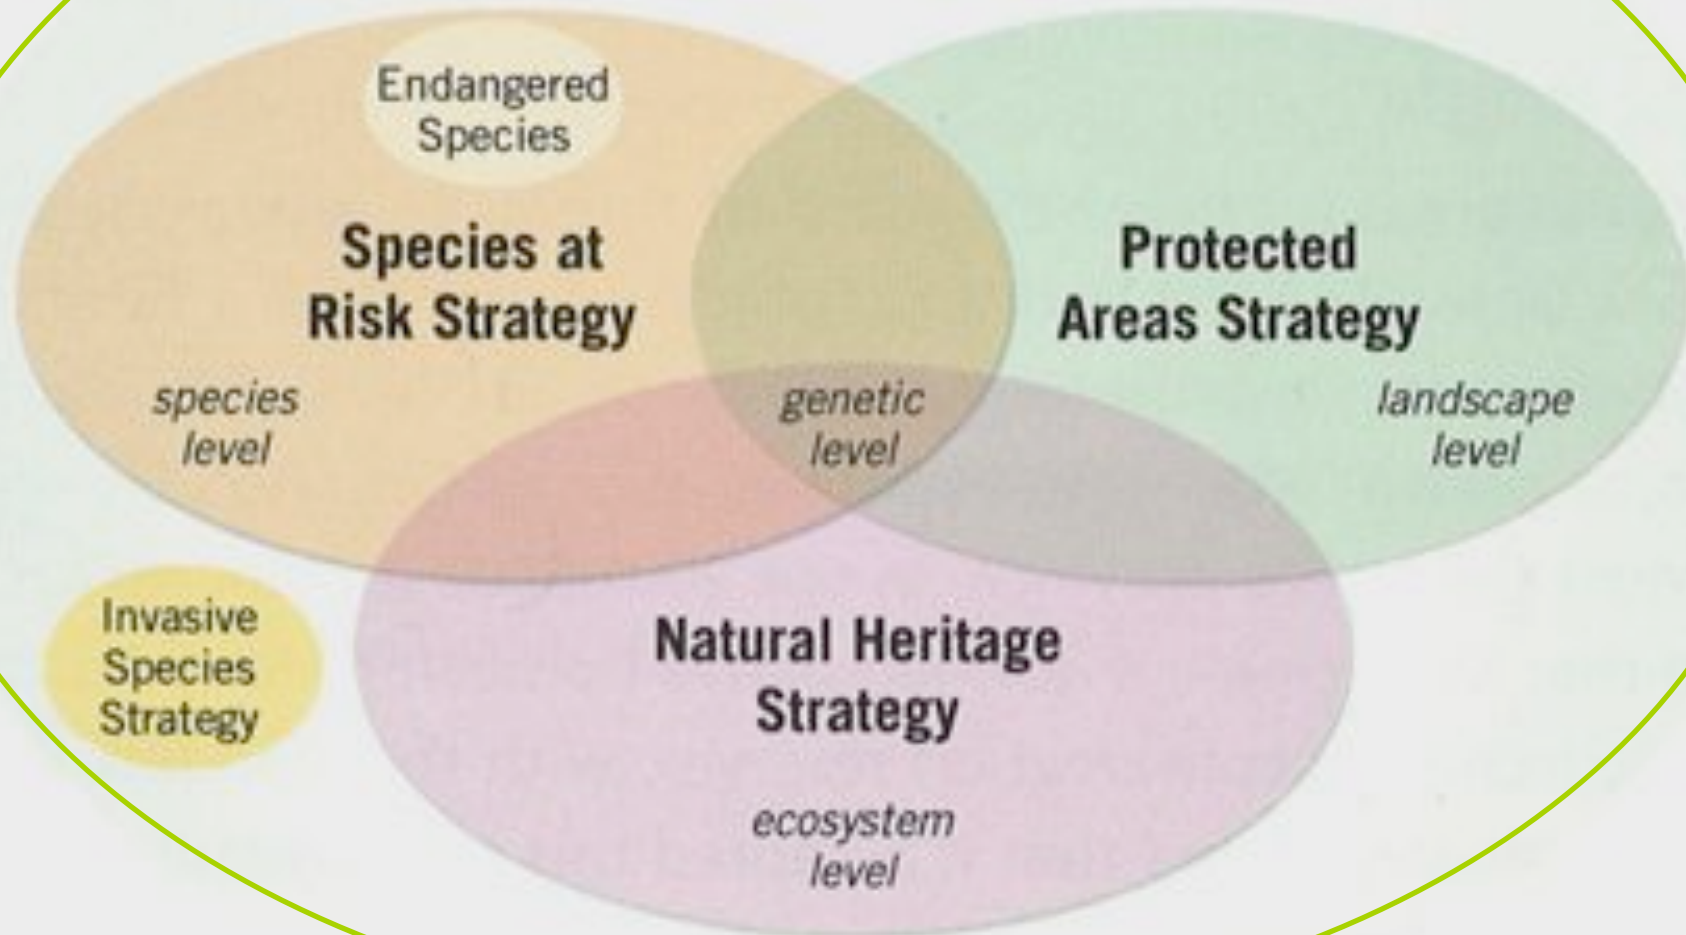 Endangered
Species
Species at
Risk Strategy
Protected
Areas Strategy
species
level
genetic
level
landscape
level
Invasive
Species
Strategy
Natural Heritage
Strategy
ecosystem
level